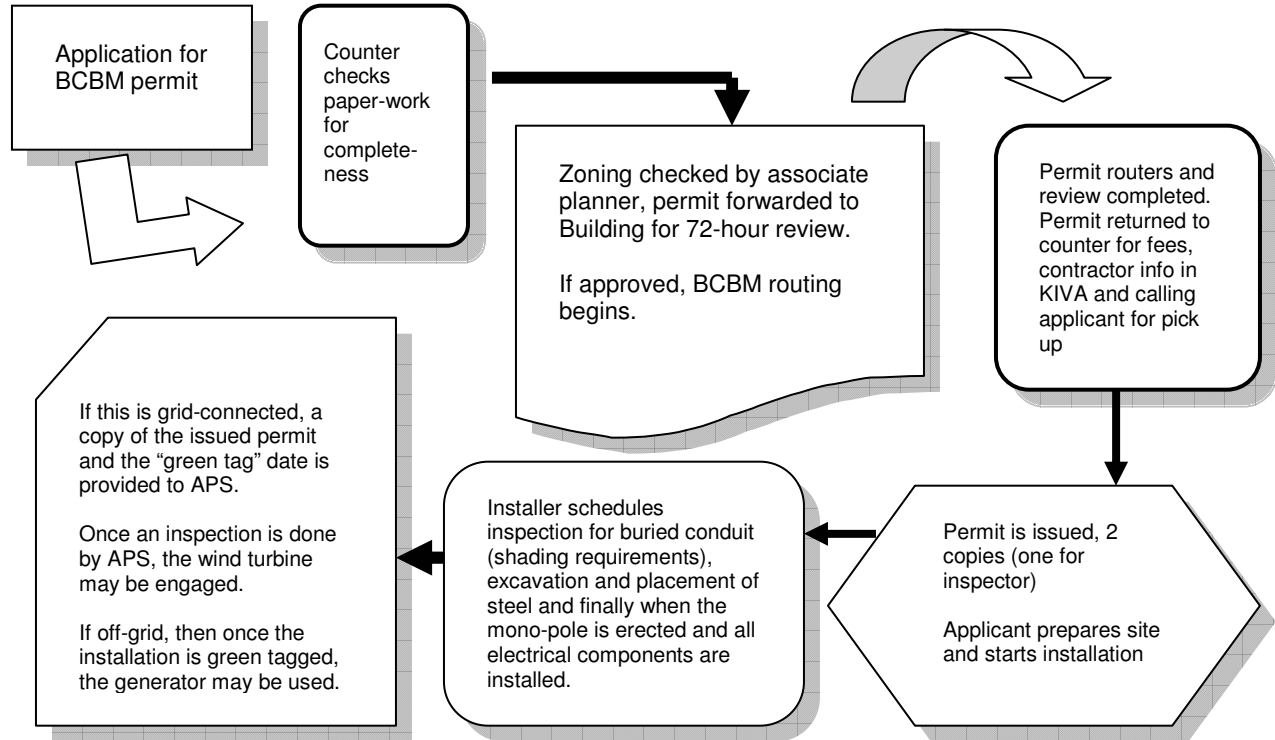 Application for
BCBM permit
Counter
checks
paper-work
for
complete-
ness
Zoning checked by associate
planner, permit forwarded to
Building for 72-hour review.
If approved, BCBM routing
begins.
Permit routers and
review completed.
Permit returned to
counter for fees,
contractor info in
KIVA and calling
applicant for pick
up
Permit is issued, 2
copies (one for
inspector)
Applicant prepares site
and starts installation
Installer schedules
inspection for buried conduit
(shading requirements),
excavation and placement of
steel and finally when the
mono-pole is erected and all
electrical components are
installed.
If this is grid-connected, a
copy of the issued permit
and the “green tag” date is
provided to APS.
Once an inspection is done
by APS, the wind turbine
may be engaged.
If off-grid, then once the
installation is green tagged,
the generator may be used.